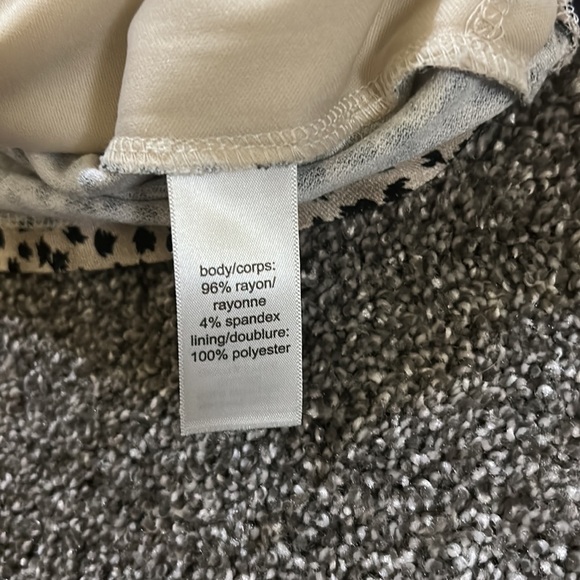 body/corps:
96% rayon/
rayonne
4% spandex
lining/doublure:
100% polyester